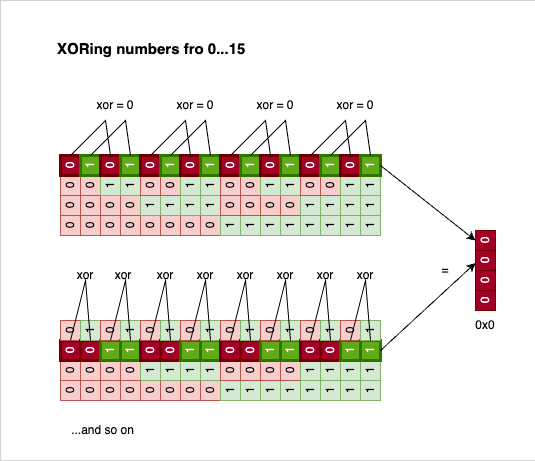 XORing numbers fro 0...15
xor = 0 xor = 0 xor = 0 xor = 0
0 1 0 1 0 1 0 1 0 1 0 1 0 1 0 1
0 0 1 1 0 0 1 1 0 0 1 1 0 0 1 1
0 0 0 0 1 1 1 1 0 0 0 0 1 1 1 1
0 0 0 0 0 0 0 0 1 1 1 1 1 1 1 1
0
0
0
0
=
0x0
xor xor xor xor xor xor xor xor
0 1 0 1 0 1 0 1 0 1 0 1 0 1 0 1
0 0 1 1 0 0 1 1 0 0 1 1 0 0 1 1
0 0 0 0 1 1 1 1 0 0 0 0 1 1 1 1
0 0 0 0 0 0 0 0 1 1 1 1 1 1 1 1
...and so on